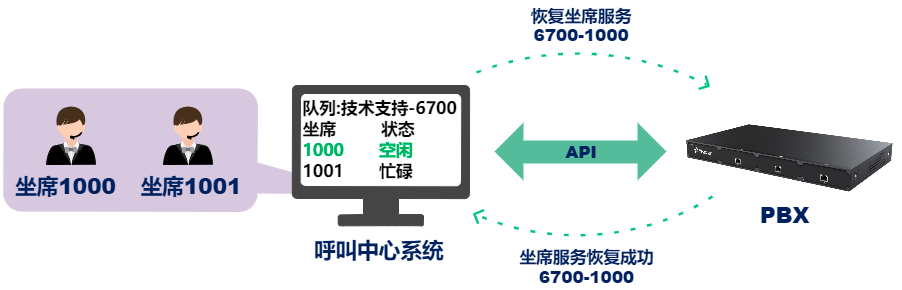 恢复坐席服务
6700-1000
队列:技术支持-6700
坐席 状态
1000 空闲
1001 忙碌
坐席1000 坐席1001
API
PBX
呼叫中心系统
坐席服务恢复成功
6700-1000